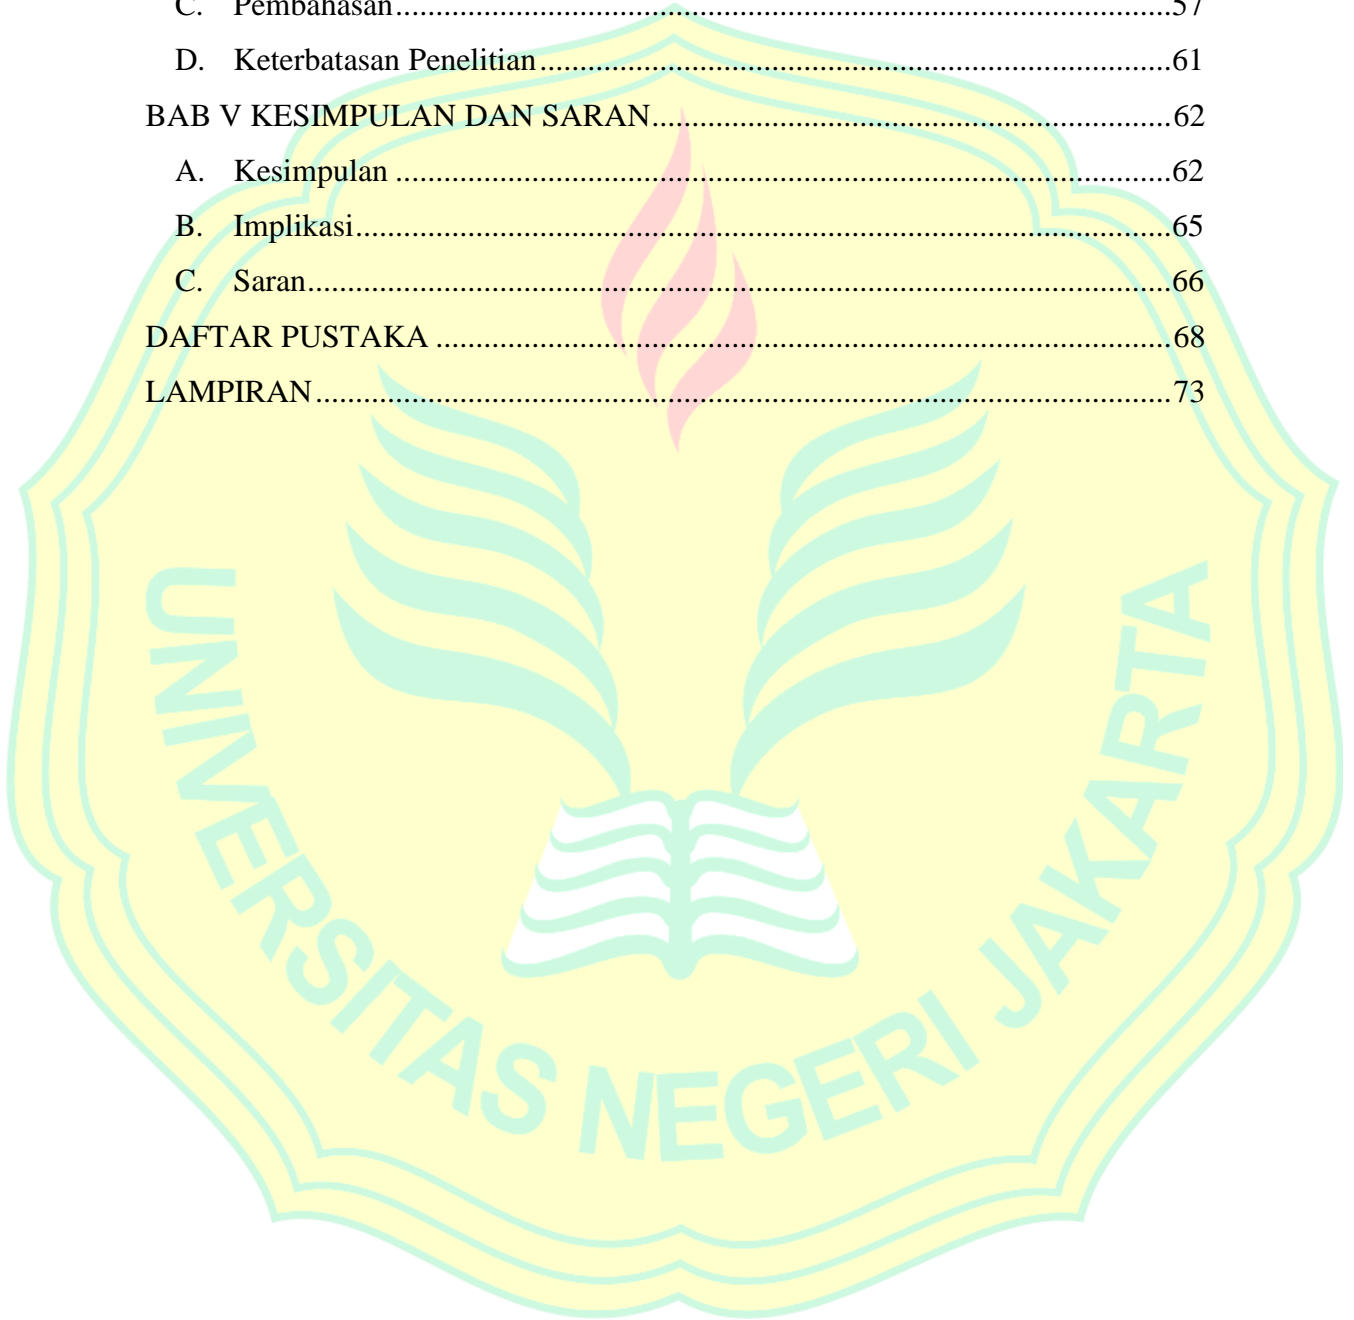 C. Pembahasan....................................................................................................57
D. Keterbatasan Penelitian..................................................................................61
BAB V KESIMPULAN DAN SARAN...................................................................62
A. Kesimpulan ...................................................................................................62
B. Implikasi........................................................................................................65
C. Saran..............................................................................................................66
DAFTAR PUSTAKA .............................................................................................68
LAMPIRAN............................................................................................................73
UNIVERSITAS NEGERI JAKARTA